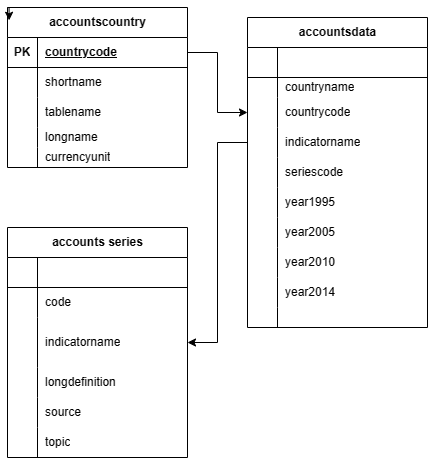 accountscountry
PK countrycode
shortname
tablename
longname
currencyunit
accountsdata
countryname
countrycode
indicatorname
seriescode
year1995
year2005
year2010
year2014
accounts series
code
indicatorname
longdefinition
source
topic